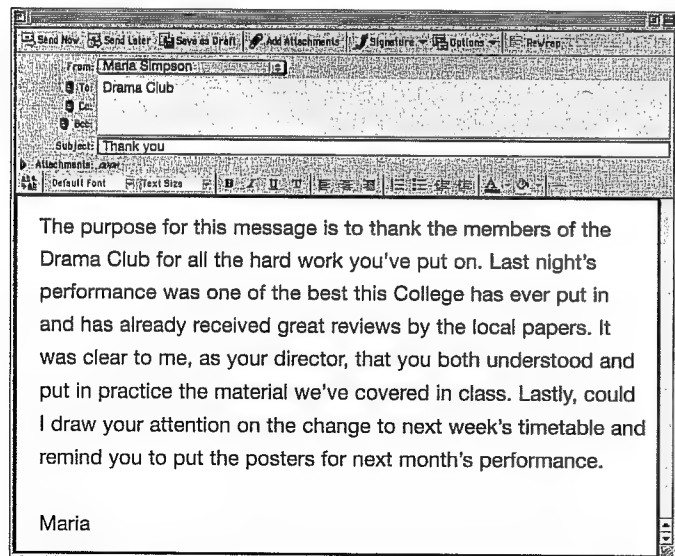 Send Now Send Later Save as Draft Add Attachments Signature Options Rewrap
From: Maria Simpson
To: Drama Club
Cc:
Bcc:
Subject: Thank you
Attachments: none
Default Font Text Size B I U T A
The purpose for this message is to thank the members of the
Drama Club for all the hard work you've put on. Last night's
performance was one of the best this College has ever put in
and has already received great reviews by the local papers. It
was clear to me, as your director, that you both understood and
put in practice the material we've covered in class. Lastly, could
I draw your attention on the change to next week's timetable and
remind you to put the posters for next month's performance.
Maria